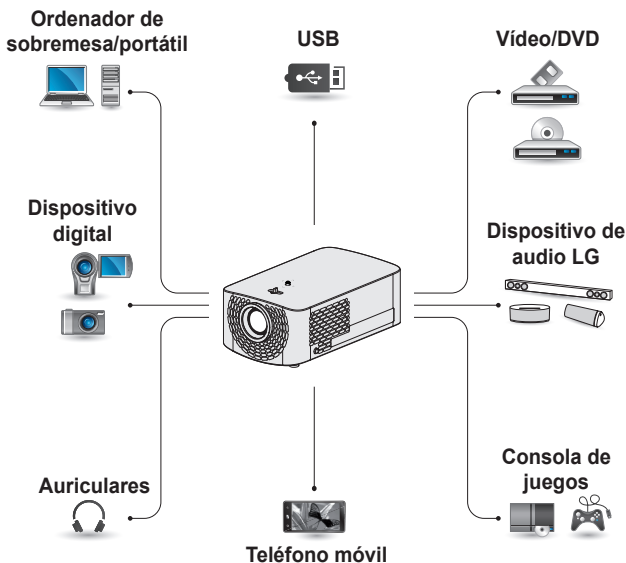 Ordenador de
sobremesa/portátil
USB
Vídeo/DVD
Dispositivo
digital
Dispositivo de
audio LG
Auriculares
Consola de
juegos
Teléfono móvil